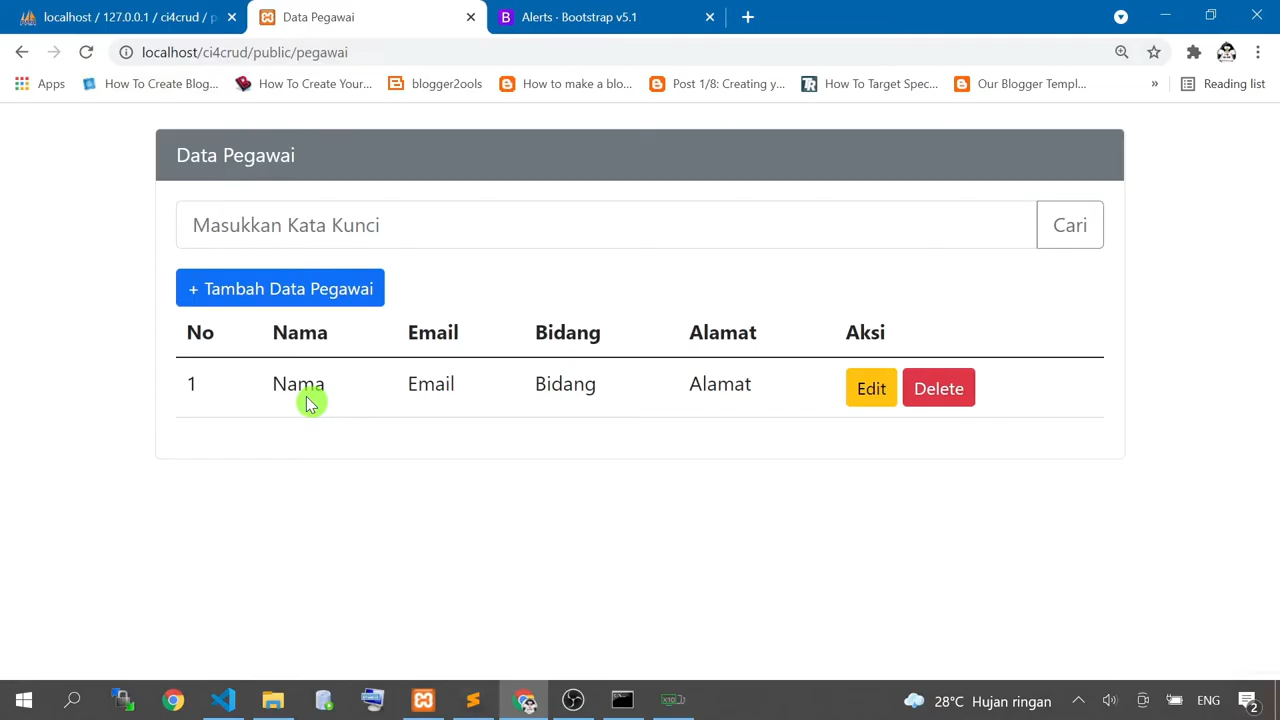 localhost / 127.0.0.1 / ci4crud / p
Data Pegawai
Alerts · Bootstrap v5.1
localhost/ci4crud/public/pegawai
Apps How To Create Blog... How To Create Your... blogger2ools How to make a blo... Post 1/8: Creating y... How To Target Spec... Our Blogger Templ... » Reading list
Data Pegawai
Masukkan Kata Kunci Cari
+ Tambah Data Pegawai
No Nama Email Bidang Alamat Aksi
1 Nama Email Bidang Alamat Edit Delete
28°C Hujan ringan ENG 2